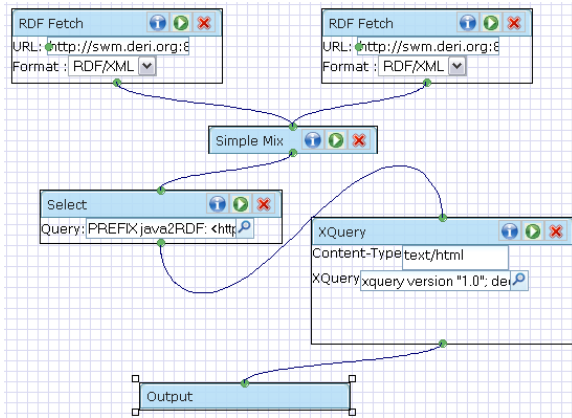 RDF Fetch
URL: http://swm.deri.org:8
Format : RDF/XML
RDF Fetch
URL: http://swm.deri.org:8
Format : RDF/XML
Simple Mix
Select
Query: PREFIX java2RDF: <http
XQuery
Content-Type text/html
XQuery xquery version "1.0"; de
Output